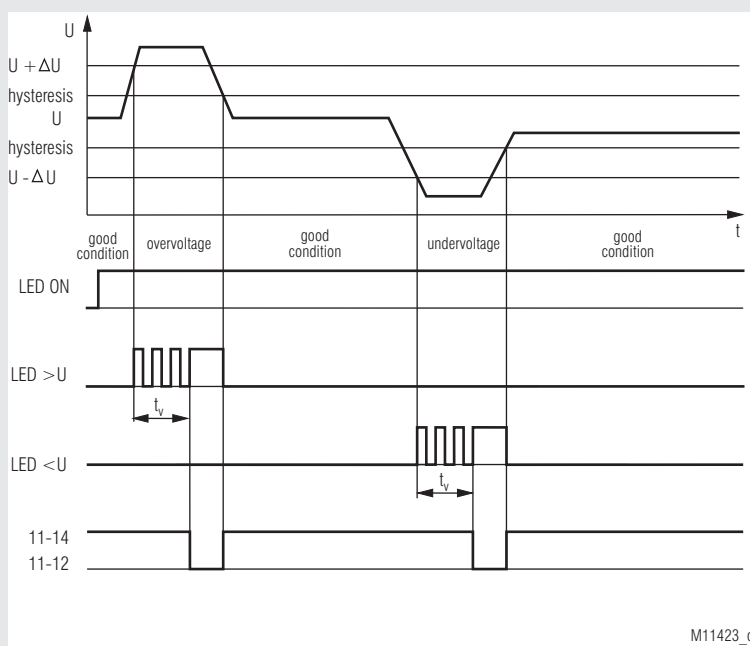 U
U + ΔU
hysteresis
U
hysteresis
U - ΔU
t
good
condition
overvoltage
good
condition
undervoltage
good
condition
LED ON
LED >U
tv
LED <U
tv
11-14
11-12